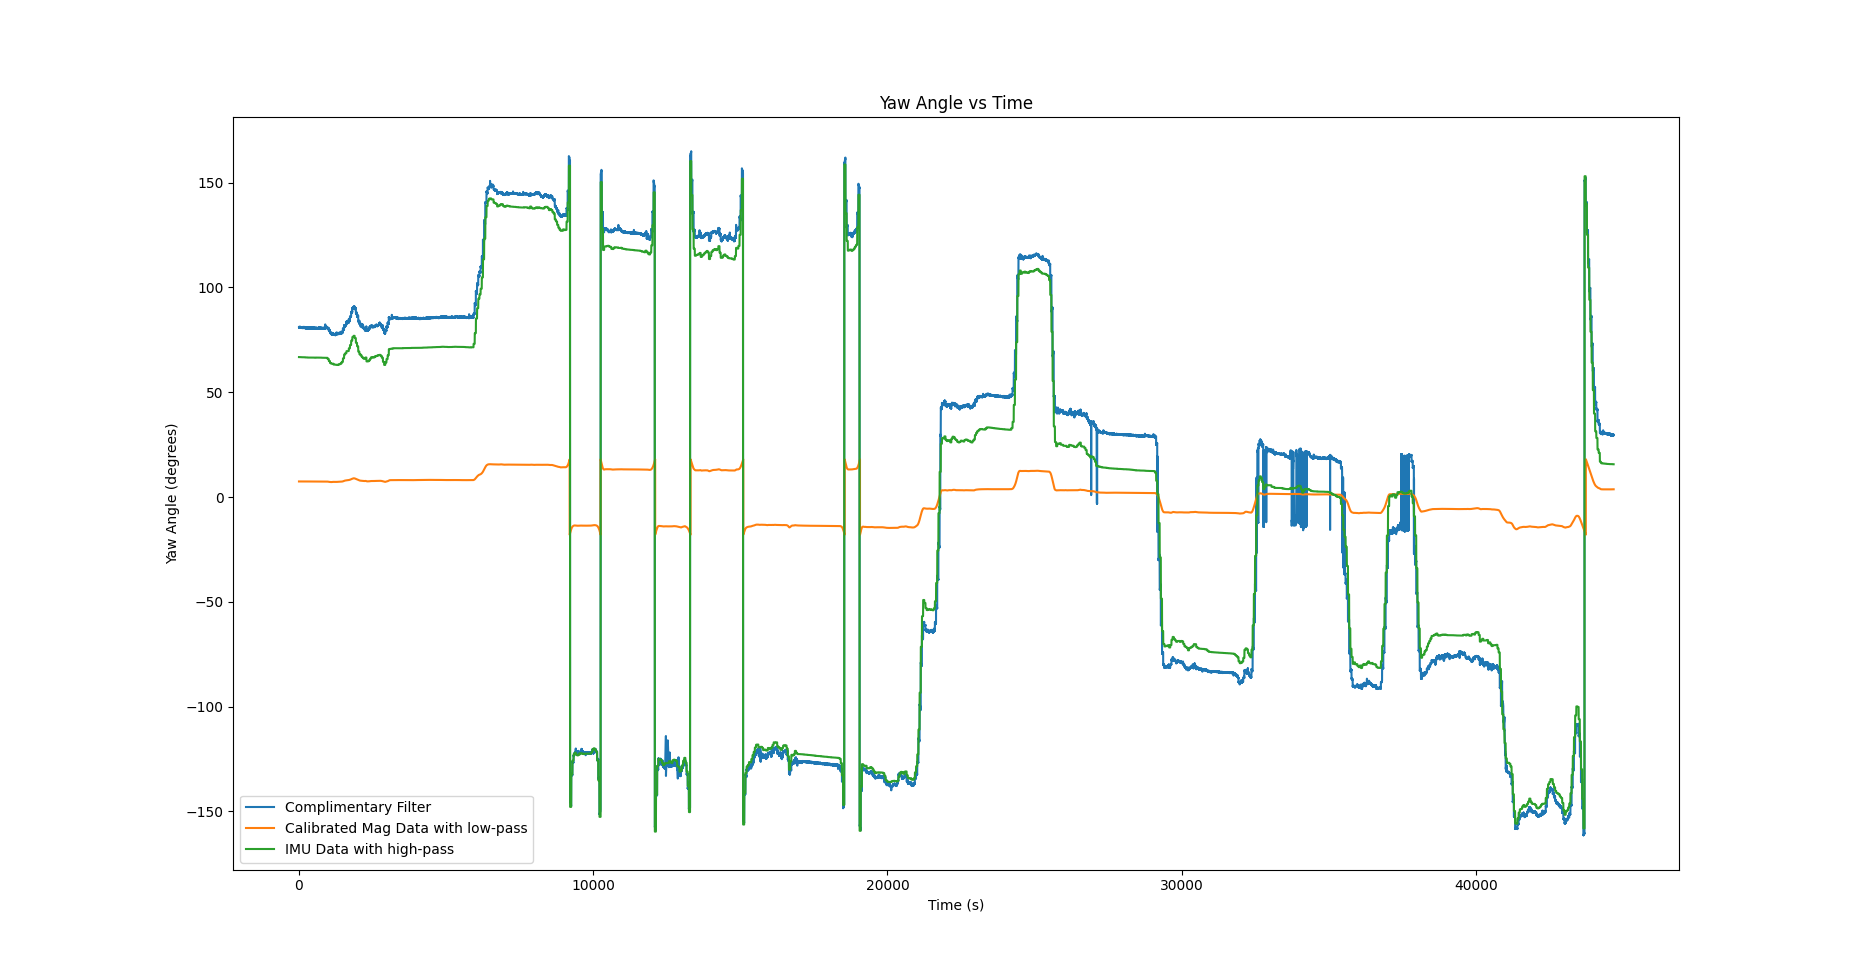 Yaw Angle vs Time
Yaw Angle (degrees)
150
100
50
0
−50
−100
−150
Complimentary Filter
Calibrated Mag Data with low-pass
IMU Data with high-pass
0 10000 20000 30000 40000
Time (s)